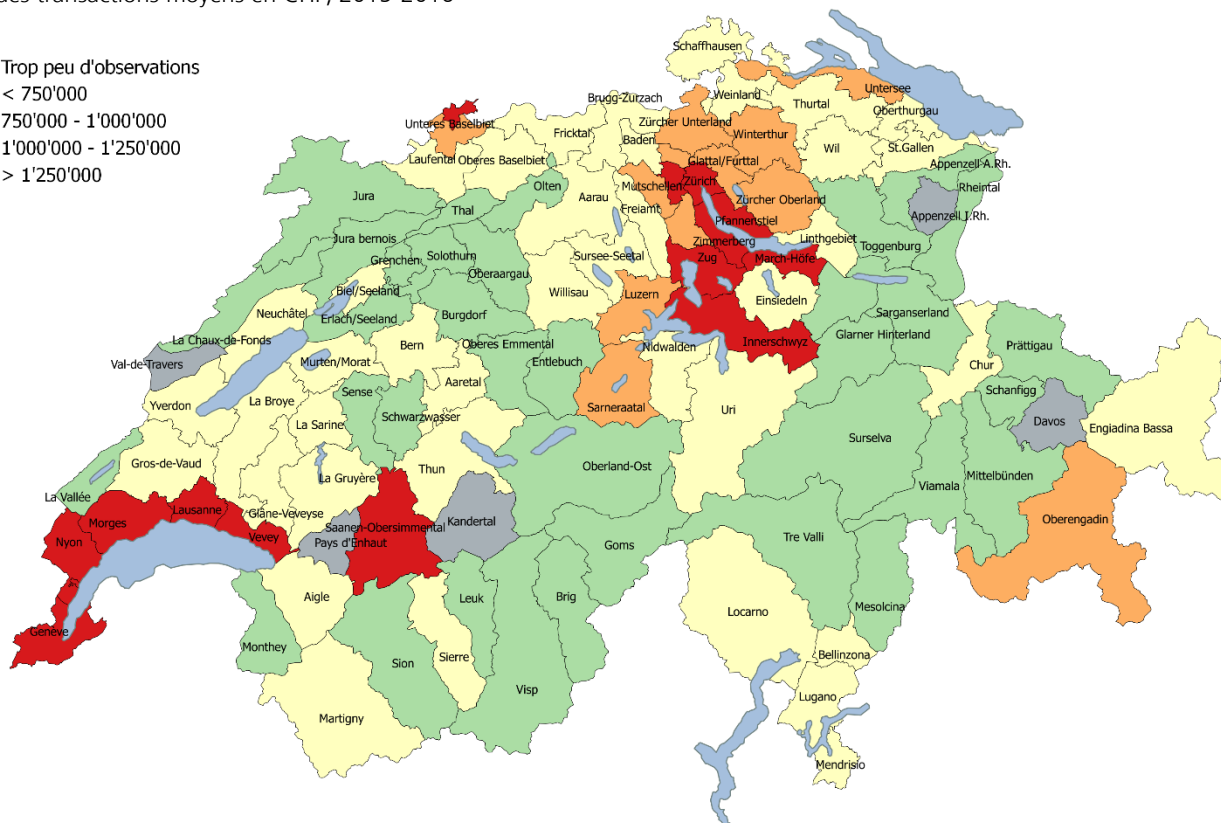 des transactions moyens en CHF, 2015-2016
Trop peu d'observations
< 750'000
750'000 - 1'000'000
1'000'000 - 1'250'000
> 1'250'000
Schaffhausen
Untersee
Weinland
Brugg-Zurzach
Thurtal
Oberthurgau
Unteres Baselbiet
Zürcher Unterland
Winterthur
Fricktal
Baden
Wil
St.Gallen
Laufental
Oberes Baselbiet
Glattal/Furttal
Appenzell A.Rh.
Olten
Mutschellen
Zürich
Rheintal
Jura
Aarau
Zürcher Oberland
Freiamt
Appenzell I.Rh.
Thal
Pfannenstiel
Jura bernois
Zimmerberg
Linthgebiet
Toggenburg
Grenchen
Solothurn
Sursee-Seetal
Zug
March-Höfe
Oberaargau
Biel/Seeland
Willisau
Luzern
Einsiedeln
Neuchâtel
Erlach/Seeland
Burgdorf
Sarganserland
La Chaux-de-Fonds
Glarner Hinterland
Bern
Oberes Emmental
Nidwalden
Innerschwyz
Prättigau
Val-de-Travers
Murten/Morat
Entlebuch
Chur
Aaretal
Sense
Schanfigg
La Broye
Yverdon
Sarneraatal
Uri
Schwarzwasser
Davos
La Sarine
Engiadina Bassa
Surselva
Gros-de-Vaud
Thun
Oberland-Ost
La Gruyère
Mittelbünden
Viamala
La Vallée
Lausanne
Glâne-Veveyse
Oberengadin
Morges
Saanen-Obersimmental
Kandertal
Nyon
Vevey
Pays d'Enhaut
Tre Valli
Goms
Aigle
Leuk
Brig
Mesolcina
Locarno
Genève
Monthey
Sion
Sierre
Bellinzona
Visp
Lugano
Martigny
Mendrisio